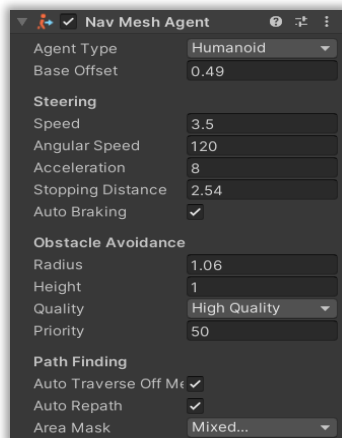 Nav Mesh Agent
Agent Type Humanoid
Base Offset 0.49
Steering
Speed 3.5
Angular Speed 120
Acceleration 8
Stopping Distance 2.54
Auto Braking
Obstacle Avoidance
Radius 1.06
Height 1
Quality High Quality
Priority 50
Path Finding
Auto Traverse Off Me
Auto Repath
Area Mask Mixed...